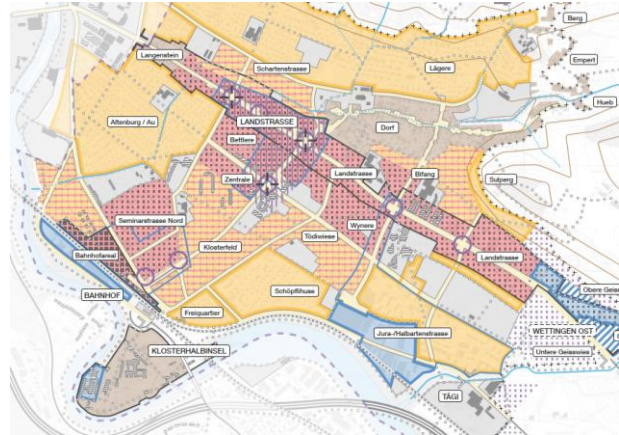 Berg
Langenstein
Empert
Schartenstrasse
Lägere
Hueb
Altenburg / Au
LANDSTRASSE
Dorf
Bettlere
Landstrasse
Bifang
Zentrale
Sulperg
Seminarstrasse Nord
Wynere
Klosterfeld
Tödiwiese
Landstrasse
Bahnhofareal
Obere Geiss
Schöpflihuse
BAHNHOF
Freiquartier
Jura-/Halbartenstrasse
WETTINGEN OST
KLOSTERHALBINSEL
Untere Geisswies
TÄGI